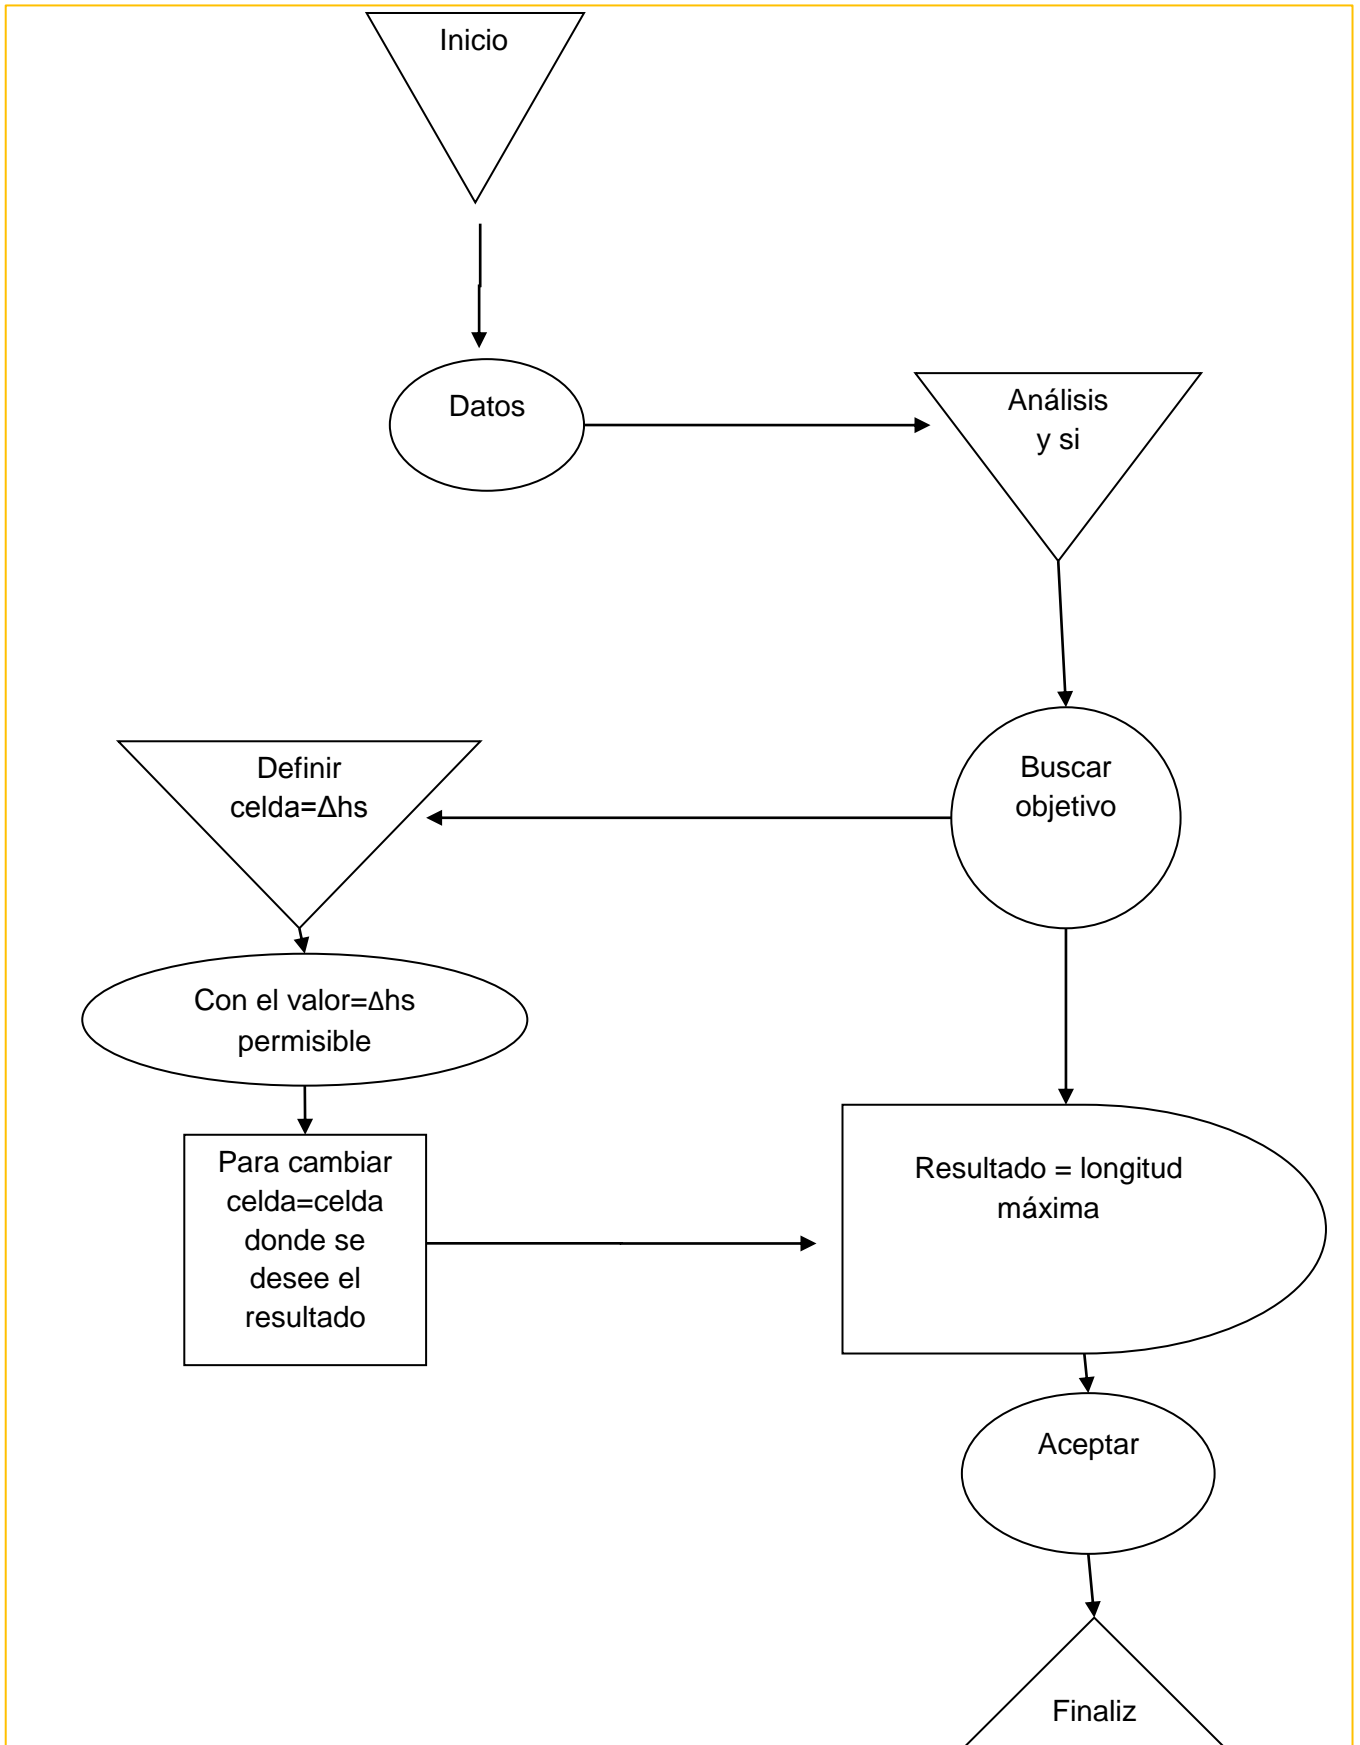 Inicio
Datos
Análisis
y si
Buscar
objetivo
Definir
celda=Δhs
Con el valor=Δhs
permisible
Para cambiar
celda=celda
donde se
desee el
resultado
Resultado = longitud
máxima
Aceptar
Finaliz